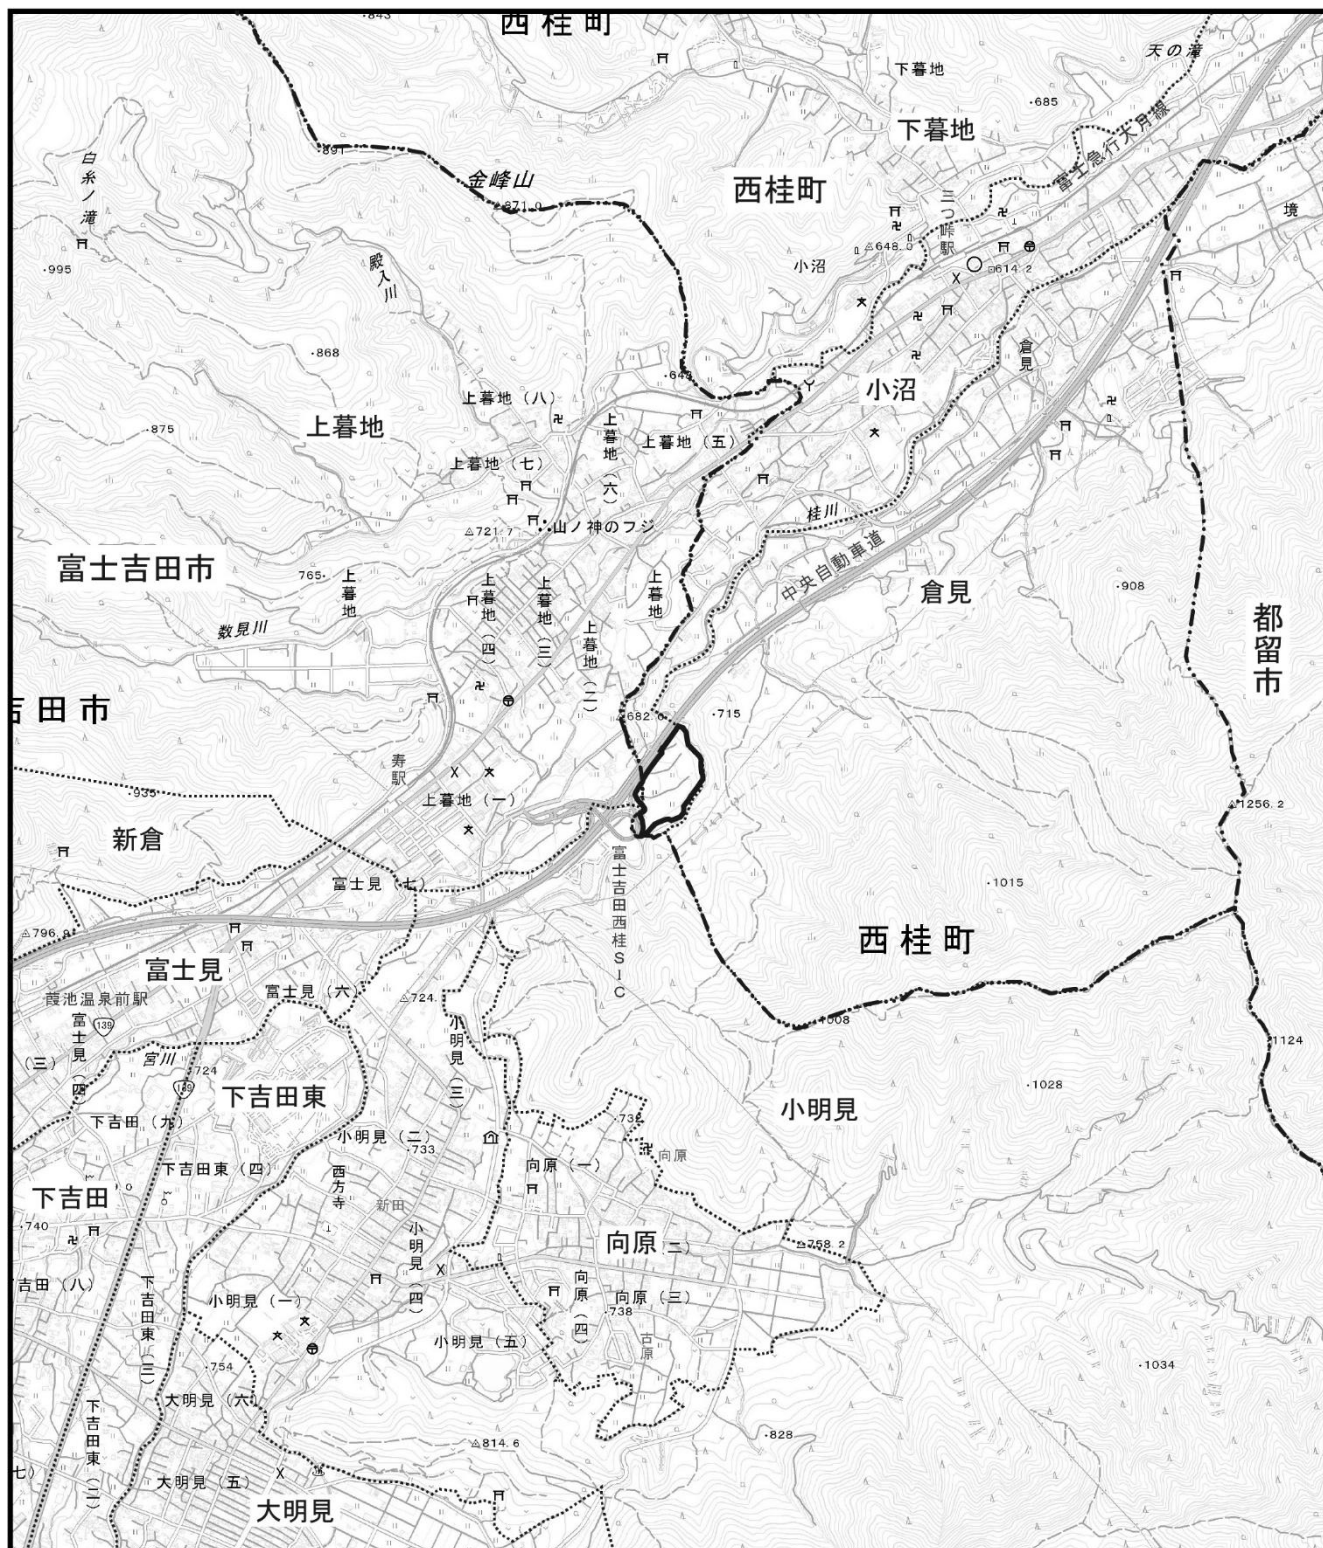 西桂町
・843
天の滝
下暮地
・685
下暮地
富士急行大月線
白糸ノ滝
・891
金峰山
△871.0
西桂町
三つ峠駅
境
・995
殿入川
小沼
△648.0
□614.2
・868
倉見
上暮地（八）
小沼
・875
上暮地
上暮地（七）
上暮地（六）
上暮地（五）
桂川
△721.7
山ノ神のフジ
中央自動車道
富士吉田市
765・
上暮地
上暮地（四）
上暮地（三）
上暮地
倉見
・908
都留市
数見川
上暮地（二）
吉田市
△682.0
・715
寿駅
・935
上暮地（一）
△1256.2
新倉
富士吉田西桂SIC
富士見（七）
・1015
△796.9
西桂町
富士見
富士見（六）
△724.
葭池温泉前駅
富士見（四）
139
小明見（三）
・1008
（三）
宮川
・724
139
・1124
下吉田東
・1028
小明見
下吉田（九）
小明見（二）
・733
・732
向原
向原（一）
下吉田東（四）
西方寺
下吉田
新田
・740
小明見（四）
向原
二）
△758.2
吉田（八）
下吉田東（三）
小明見（一）
向原（四）
向原（三）
・738
小明見（五）
古原
・754
・1034
大明見（六）
下吉田東（二）
△814.6
・828
七）
大明見（五）
大明見